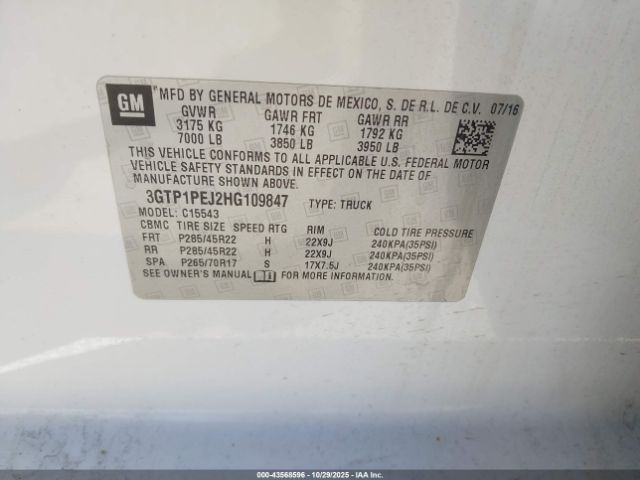 GM
MFD BY GENERAL MOTORS DE MEXICO, S. DE R.L. DE C.V. 07/16
GVWR GAWR FRT GAWR RR
3175 KG 1746 KG 1792 KG
7000 LB 3850 LB 3950 LB
THIS VEHICLE CONFORMS TO ALL APPLICABLE U.S. FEDERAL MOTOR
VEHICLE SAFETY STANDARDS IN EFFECT ON THE DATE OF
MANUFACTURE SHOWN ABOVE.
3GTP1PEJ2HG109847 TYPE: TRUCK
MODEL: C15543
CBMC TIRE SIZE SPEED RTG RIM COLD TIRE PRESSURE
FRT P285/45R22 H 22X9J 240KPA(35PSI)
RR P285/45R22 H 22X9J 240KPA(35PSI)
SPA P265/70R17 S 17X7.5J 240KPA(35PSI)
SEE OWNER'S MANUAL FOR MORE INFORMATION.
Owner: 000 - 43568596 10/29/2025 - IAA Inc.